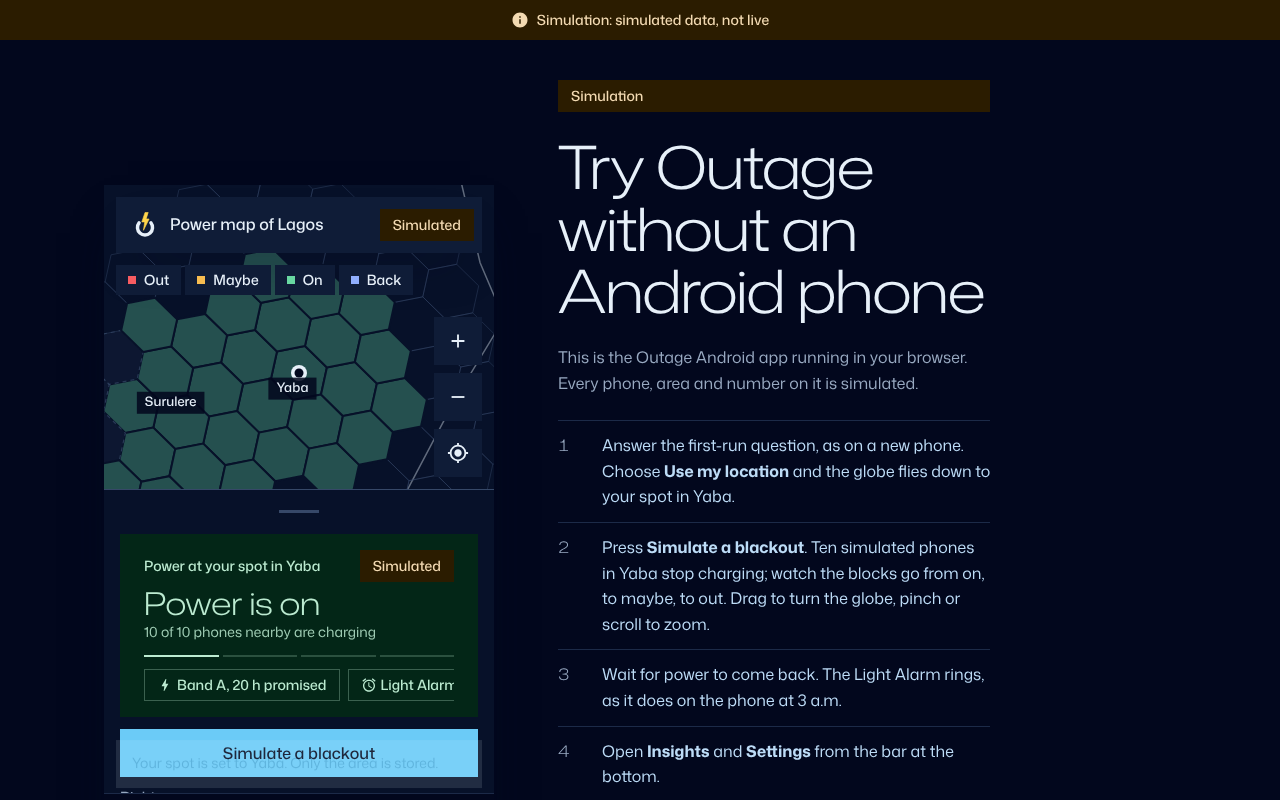 Simulation: simulated data, not live
Simulation
Try Outage
without an
Android phone
This is the Outage Android app running in your browser.
Every phone, area and number on it is simulated.
1 Answer the first-run question, as on a new phone.
Choose Use my location and the globe flies down to
your spot in Yaba.
2 Press Simulate a blackout. Ten simulated phones
in Yaba stop charging; watch the blocks go from on,
to maybe, to out. Drag to turn the globe, pinch or
scroll to zoom.
3 Wait for power to come back. The Light Alarm rings,
as it does on the phone at 3 a.m.
4 Open Insights and Settings from the bar at the
bottom.
Power map of Lagos
Simulated
Out Maybe On Back
Yaba
Surulere
Power at your spot in Yaba
Simulated
Power is on
10 of 10 phones nearby are charging
Band A, 20 h promised
Light Alarm
Simulate a blackout
Your spot is set to Yaba. Only the area is stored.